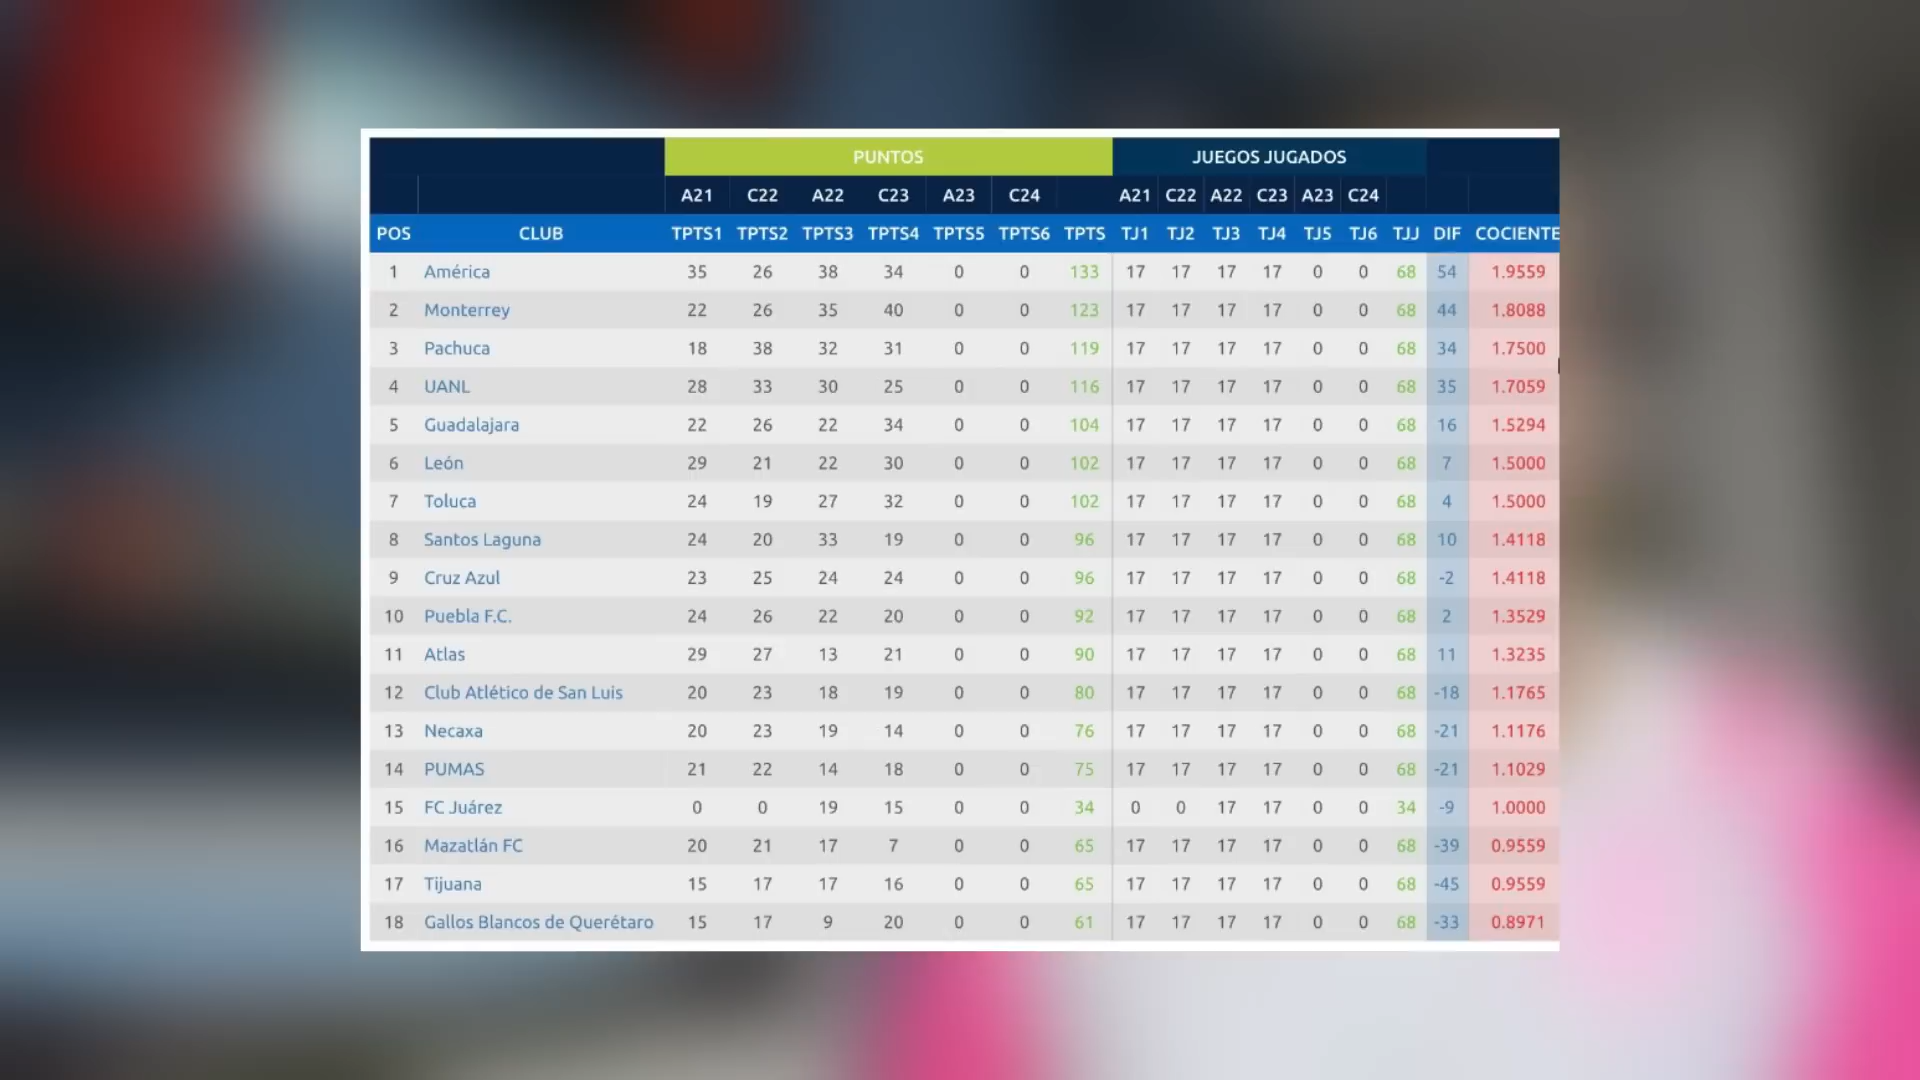 PUNTOS JUEGOS JUGADOS
A21 C22 A22 C23 A23 C24 A21 C22 A22 C23 A23 C24
POS CLUB TPTS1 TPTS2 TPTS3 TPTS4 TPTS5 TPTS6 TPTS TJ1 TJ2 TJ3 TJ4 TJ5 TJ6 TJJ DIF COCIENTE
1 América 35 26 38 34 0 0 133 17 17 17 17 0 0 68 54 1.9559
2 Monterrey 22 26 35 40 0 0 123 17 17 17 17 0 0 68 44 1.8088
3 Pachuca 18 38 32 31 0 0 119 17 17 17 17 0 0 68 34 1.7500
4 UANL 28 33 30 25 0 0 116 17 17 17 17 0 0 68 35 1.7059
5 Guadalajara 22 26 22 34 0 0 104 17 17 17 17 0 0 68 16 1.5294
6 León 29 21 22 30 0 0 102 17 17 17 17 0 0 68 7 1.5000
7 Toluca 24 19 27 32 0 0 102 17 17 17 17 0 0 68 4 1.5000
8 Santos Laguna 24 20 33 19 0 0 96 17 17 17 17 0 0 68 10 1.4118
9 Cruz Azul 23 25 24 24 0 0 96 17 17 17 17 0 0 68 -2 1.4118
10 Puebla F.C. 24 26 22 20 0 0 92 17 17 17 17 0 0 68 2 1.3529
11 Atlas 29 27 13 21 0 0 90 17 17 17 17 0 0 68 11 1.3235
12 Club Atlético de San Luis 20 23 18 19 0 0 80 17 17 17 17 0 0 68 -18 1.1765
13 Necaxa 20 23 19 14 0 0 76 17 17 17 17 0 0 68 -21 1.1176
14 PUMAS 21 22 14 18 0 0 75 17 17 17 17 0 0 68 -21 1.1029
15 FC Juárez 0 0 19 15 0 0 34 0 0 17 17 0 0 34 -9 1.0000
16 Mazatlán FC 20 21 17 7 0 0 65 17 17 17 17 0 0 68 -39 0.9559
17 Tijuana 15 17 17 16 0 0 65 17 17 17 17 0 0 68 -45 0.9559
18 Gallos Blancos de Querétaro 15 17 9 20 0 0 61 17 17 17 17 0 0 68 -33 0.8971